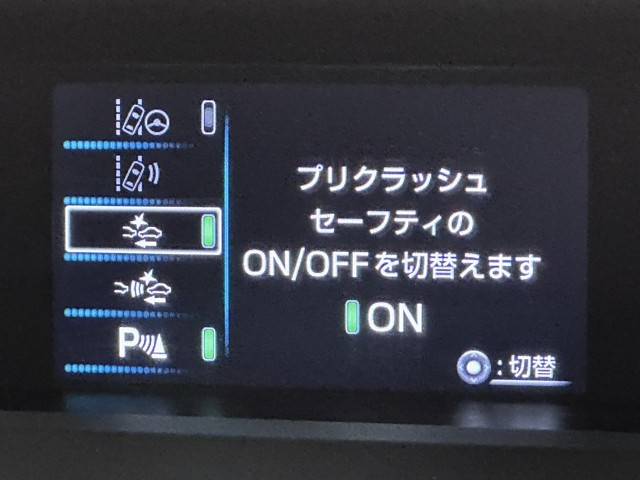 プリクラッシュ
セーフティの
ON/OFFを切替えます
ON
P
:切替